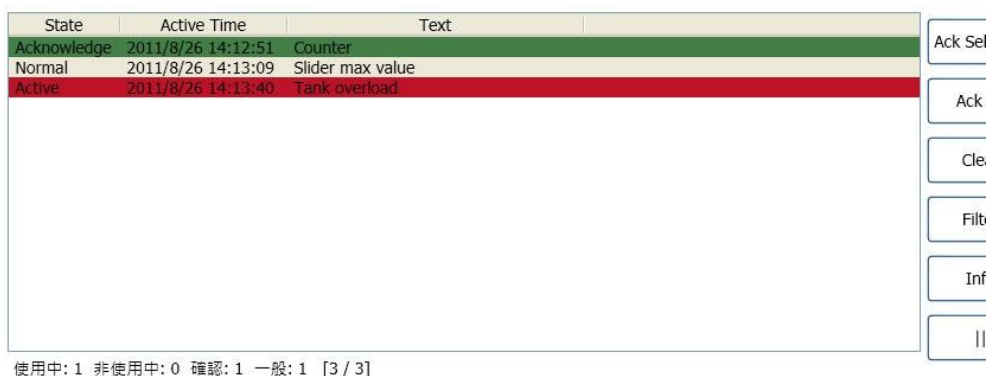 State Active Time Text
Acknowledge 2011/8/26 14:12:51 Counter
Normal 2011/8/26 14:13:09 Slider max value
Active 2011/8/26 14:13:40 Tank overload
Ack Sel
Ack
Clea
Filte
Inf
||
使用中: 1 非使用中: 0 確認: 1 一般: 1 [3 / 3]